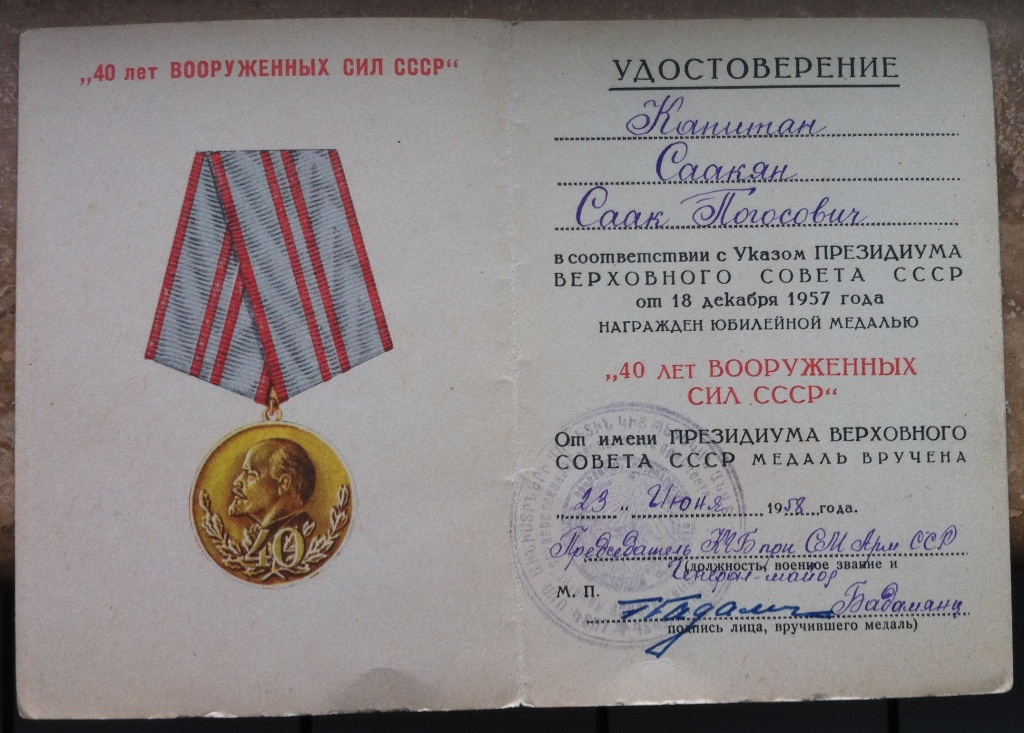 „40 лет ВООРУЖЕННЫХ СИЛ СССР“
40
УДОСТОВЕРЕНИЕ
Капитан
Саакян
Саак Погосович
в соответствии с Указом ПРЕЗИДИУМА
ВЕРХОВНОГО СОВЕТА СССР
от 18 декабря 1957 года
НАГРАЖДЕН ЮБИЛЕЙНОЙ МЕДАЛЬЮ
„40 ЛЕТ ВООРУЖЕННЫХ
СИЛ СССР“
От имени ПРЕЗИДИУМА ВЕРХОВНОГО
СОВЕТА СССР МЕДАЛЬ ВРУЧЕНА
„23“ Июня 1958 года.
Председатель КГБ при СМ Арм ССР
(должность, военное звание и
Генерал-майор
М. П.
Бадамянц
подпись лица, вручившего медаль)